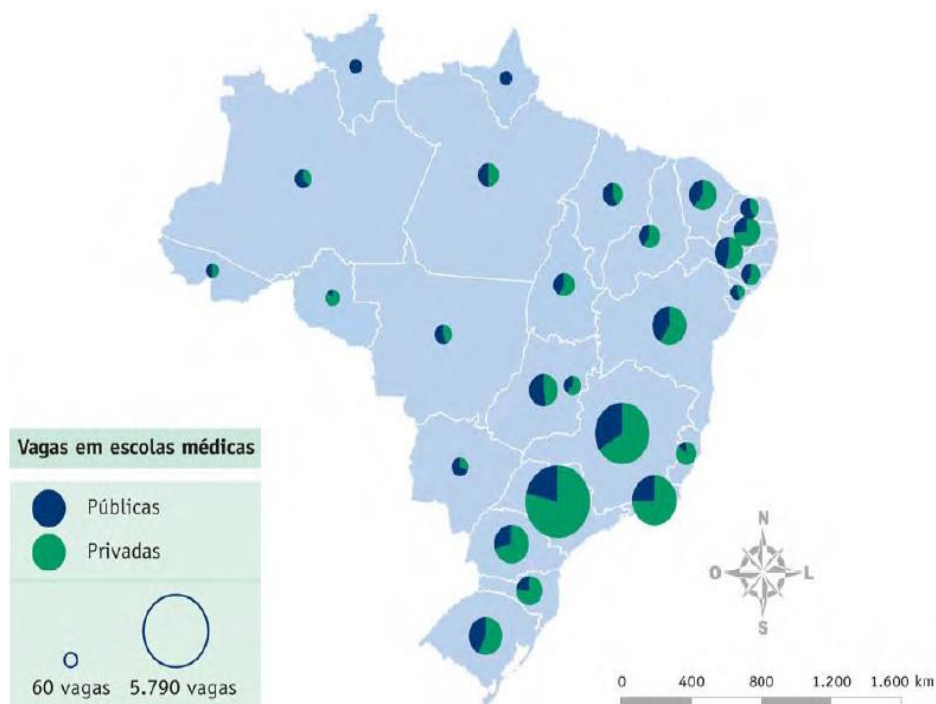 Vagas em escolas médicas
Públicas
Privadas
60 vagas 5.790 vagas
N
O L
S
0 400 800 1.200 1.600 km